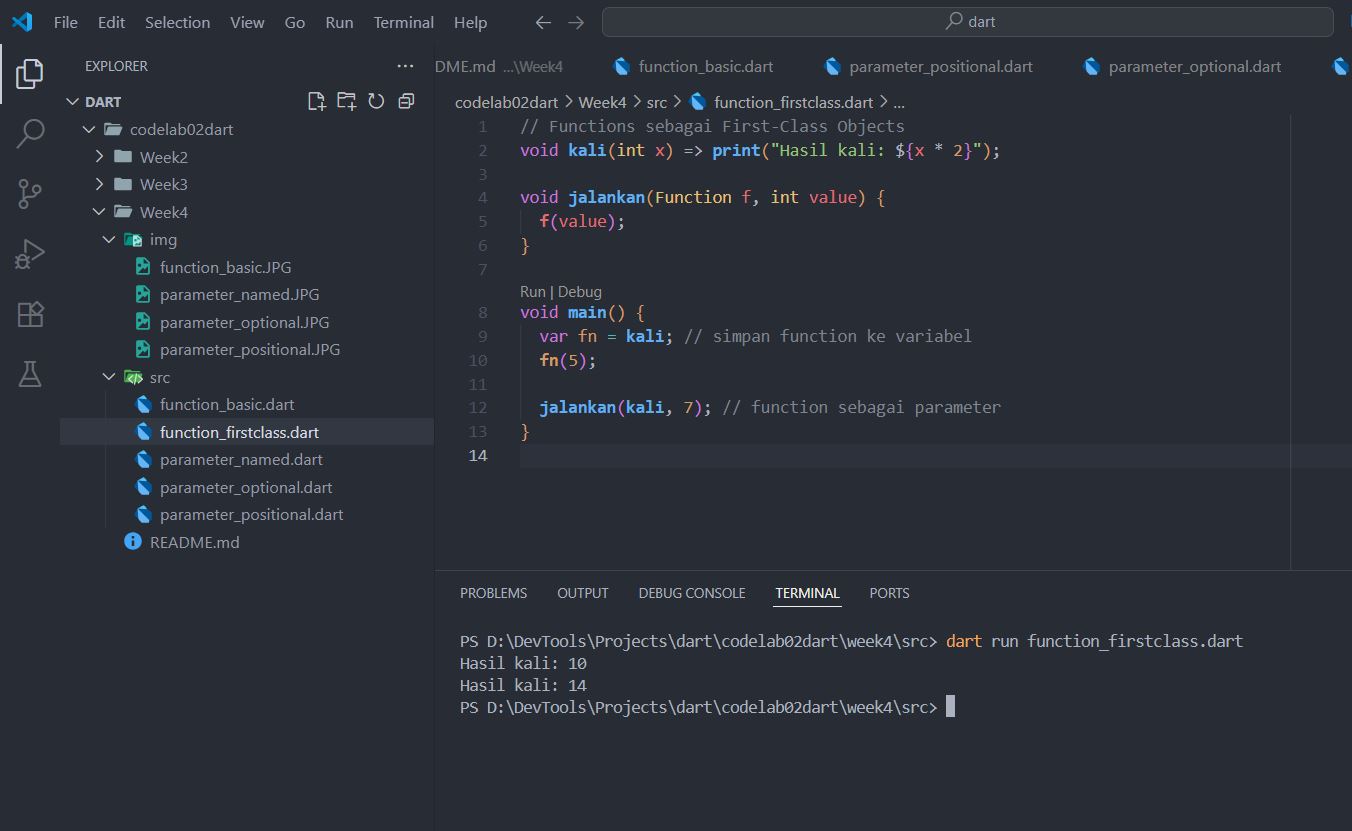 File Edit Selection View Go Run Terminal Help dart
EXPLORER
DART
codelab02dart
Week2
Week3
Week4
img
function_basic.JPG
parameter_named.JPG
parameter_optional.JPG
parameter_positional.JPG
src
function_basic.dart
function_firstclass.dart
parameter_named.dart
parameter_optional.dart
parameter_positional.dart
README.md
DME.md ...\Week4 function_basic.dart parameter_positional.dart parameter_optional.dart
codelab02dart > Week4 > src > function_firstclass.dart > ...
1 // Functions sebagai First-Class Objects
2 void kali(int x) => print("Hasil kali: ${x * 2}");
3
4 void jalankan(Function f, int value) {
5 f(value);
6 }
7
Run | Debug
8 void main() {
9 var fn = kali; // simpan function ke variabel
10 fn(5);
11
12 jalankan(kali, 7); // function sebagai parameter
13 }
14
PROBLEMS OUTPUT DEBUG CONSOLE TERMINAL PORTS
PS D:\DevTools\Projects\dart\codelab02dart\week4\src> dart run function_firstclass.dart
Hasil kali: 10
Hasil kali: 14
PS D:\DevTools\Projects\dart\codelab02dart\week4\src>